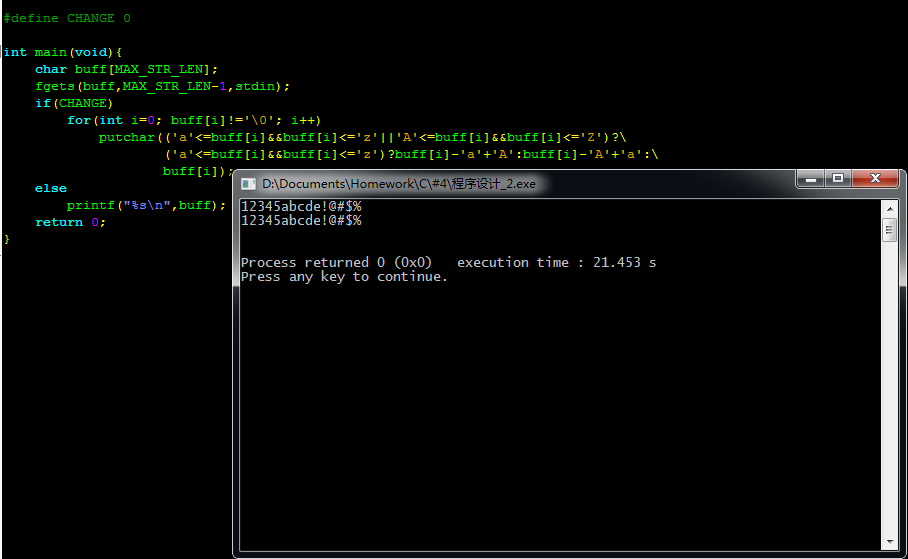 #define CHANGE 0
int main(void){
char buff[MAX_STR_LEN];
fgets(buff,MAX_STR_LEN-1,stdin);
if(CHANGE)
for(int i=0; buff[i]!='\0'; i++)
putchar(('a'<=buff[i]&&buff[i]<='z'||'A'<=buff[i]&&buff[i]<='Z')?\
('a'<=buff[i]&&buff[i]<='z')?buff[i]-'a'+'A':buff[i]-'A'+'a':\
buff[i]);
else
printf("%s\n",buff);
return 0;
}
D:\Documents\Homework\C\#4\程序设计_2.exe
12345abcde!@#$%
12345abcde!@#$%
Process returned 0 (0x0)   execution time : 21.453 s
Press any key to continue.